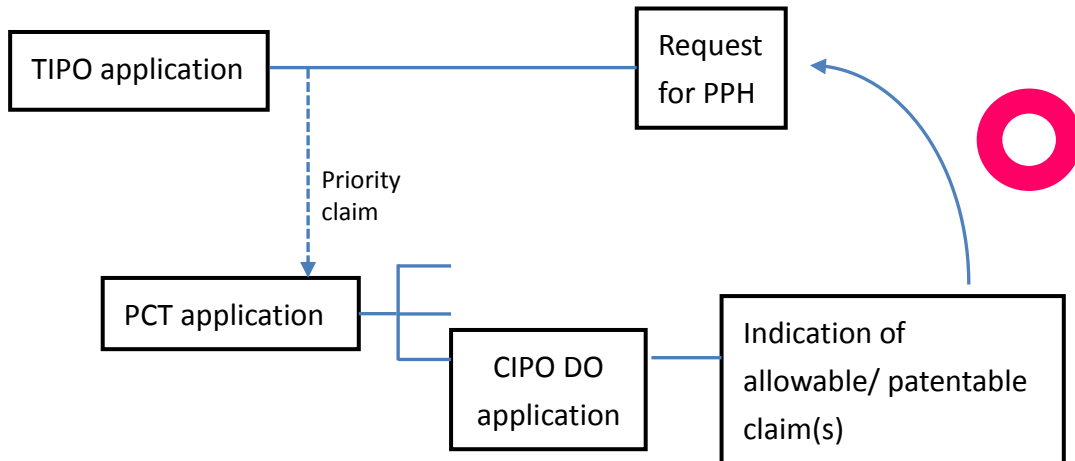 TIPO application
Request
for PPH
Priority
claim
PCT application
CIPO DO
application
Indication of
allowable/ patentable
claim(s)